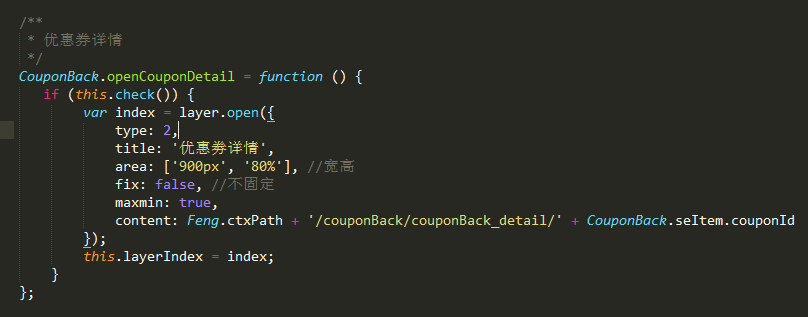 /**
 * 优惠券详情
 */
CouponBack.openCouponDetail = function () {
    if (this.check()) {
        var index = layer.open({
            type: 2,
            title: '优惠券详情',
            area: ['900px', '80%'], //宽高
            fix: false, //不固定
            maxmin: true,
            content: Feng.ctxPath + '/couponBack/couponBack_detail/' + CouponBack.seItem.couponId
        });
        this.layerIndex = index;
    }
};